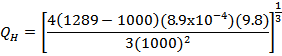 Q_H = [4(1289−1000)(8.9x10⁻⁴)(9.8) / 3(1000)²]^{1/3}